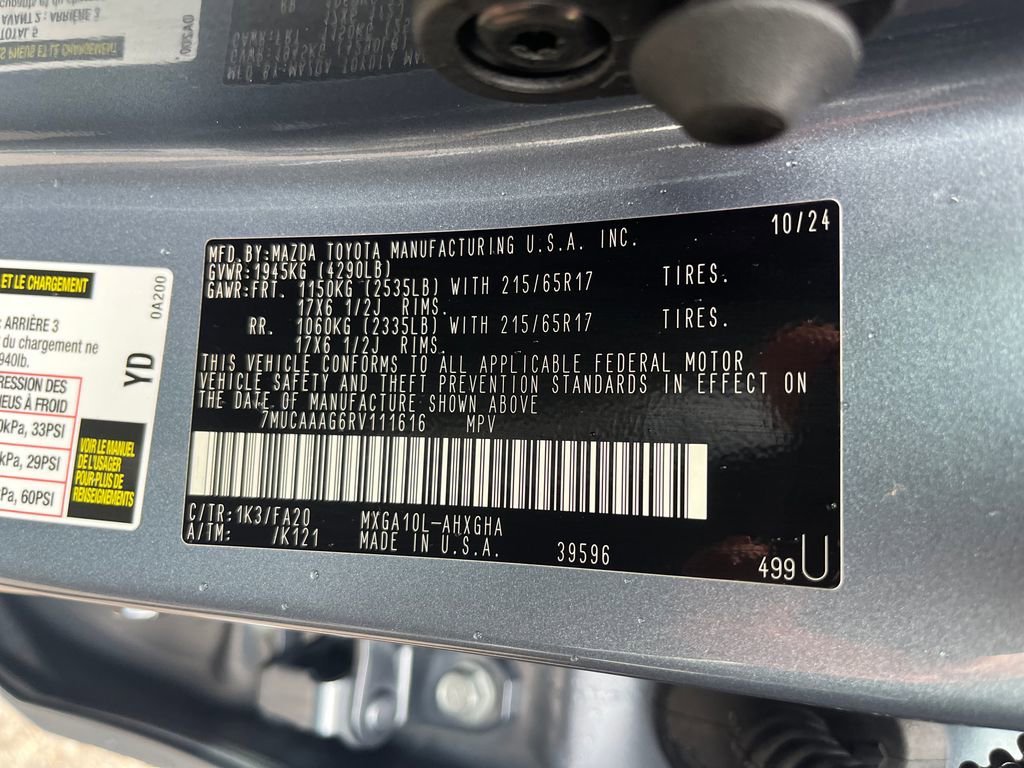 MFD.BY:MAZDA TOYOTA MANUFACTURING U.S.A. INC. 10/24
GVWR:1945KG (4290LB)
GAWR:FRT. 1150KG (2535LB) WITH 215/65R17 TIRES.
17X6 1/2J RIMS.
RR. 1060KG (2335LB) WITH 215/65R17 TIRES.
17X6 1/2J RIMS.
THIS VEHICLE CONFORMS TO ALL APPLICABLE FEDERAL MOTOR
VEHICLE SAFETY AND THEFT PREVENTION STANDARDS IN EFFECT ON
THE DATE OF MANUFACTURE SHOWN ABOVE
7MUCAAAG6RV111616 MPV
C/TR:1K3/FA20 MXGA10L-AHXGHA
A/TM: /K121 MADE IN U.S.A. 39596
499U
ET LE CHARGEMENT
0A200
: ARRIÈRE 3
du chargement ne
940lb.
YD
RESSION DES
NEUS À FROID
0kPa, 33PSI
kPa, 29PSI
kPa, 60PSI
VOIR LE MANUEL
DE L'USAGER
POUR PLUS DE
RENSEIGNEMENTS